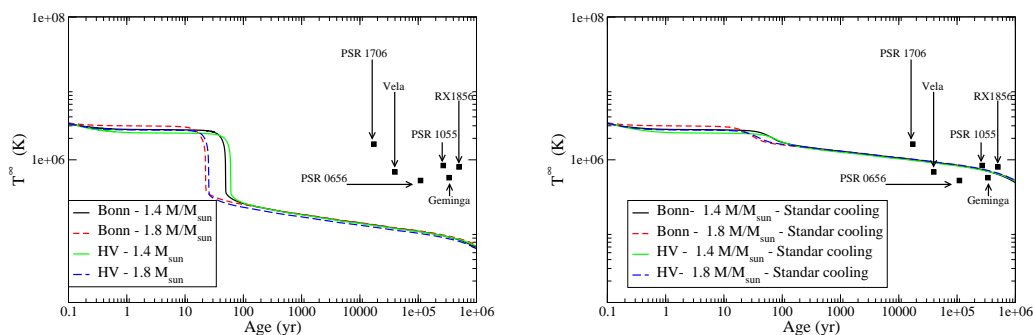 1e+08
PSR 1706
Vela
RX1856
PSR 1055
1e+06
PSR 0656
Geminga
T∞ (K)
Bonn - 1.4 M/Msun
Bonn - 1.8 M/Msun
HV - 1.4 Msun
HV - 1.8 Msun
0.1 1 10 100 1000 10000 1e+05 1e+06
Age (yr)
1e+08
PSR 1706
Vela
RX1856
PSR 1055
1e+06
PSR 0656
Geminga
T∞ (K)
Bonn- 1.4 M/Msun - Standar cooling
Bonn - 1.8 M/Msun - Standar cooling
HV - 1.4 M/Msun - Standar cooling
HV- 1.8 M/Msun - Standar cooling
0.1 1 10 100 1000 10000 1e+05 1e+06
Age (yr)